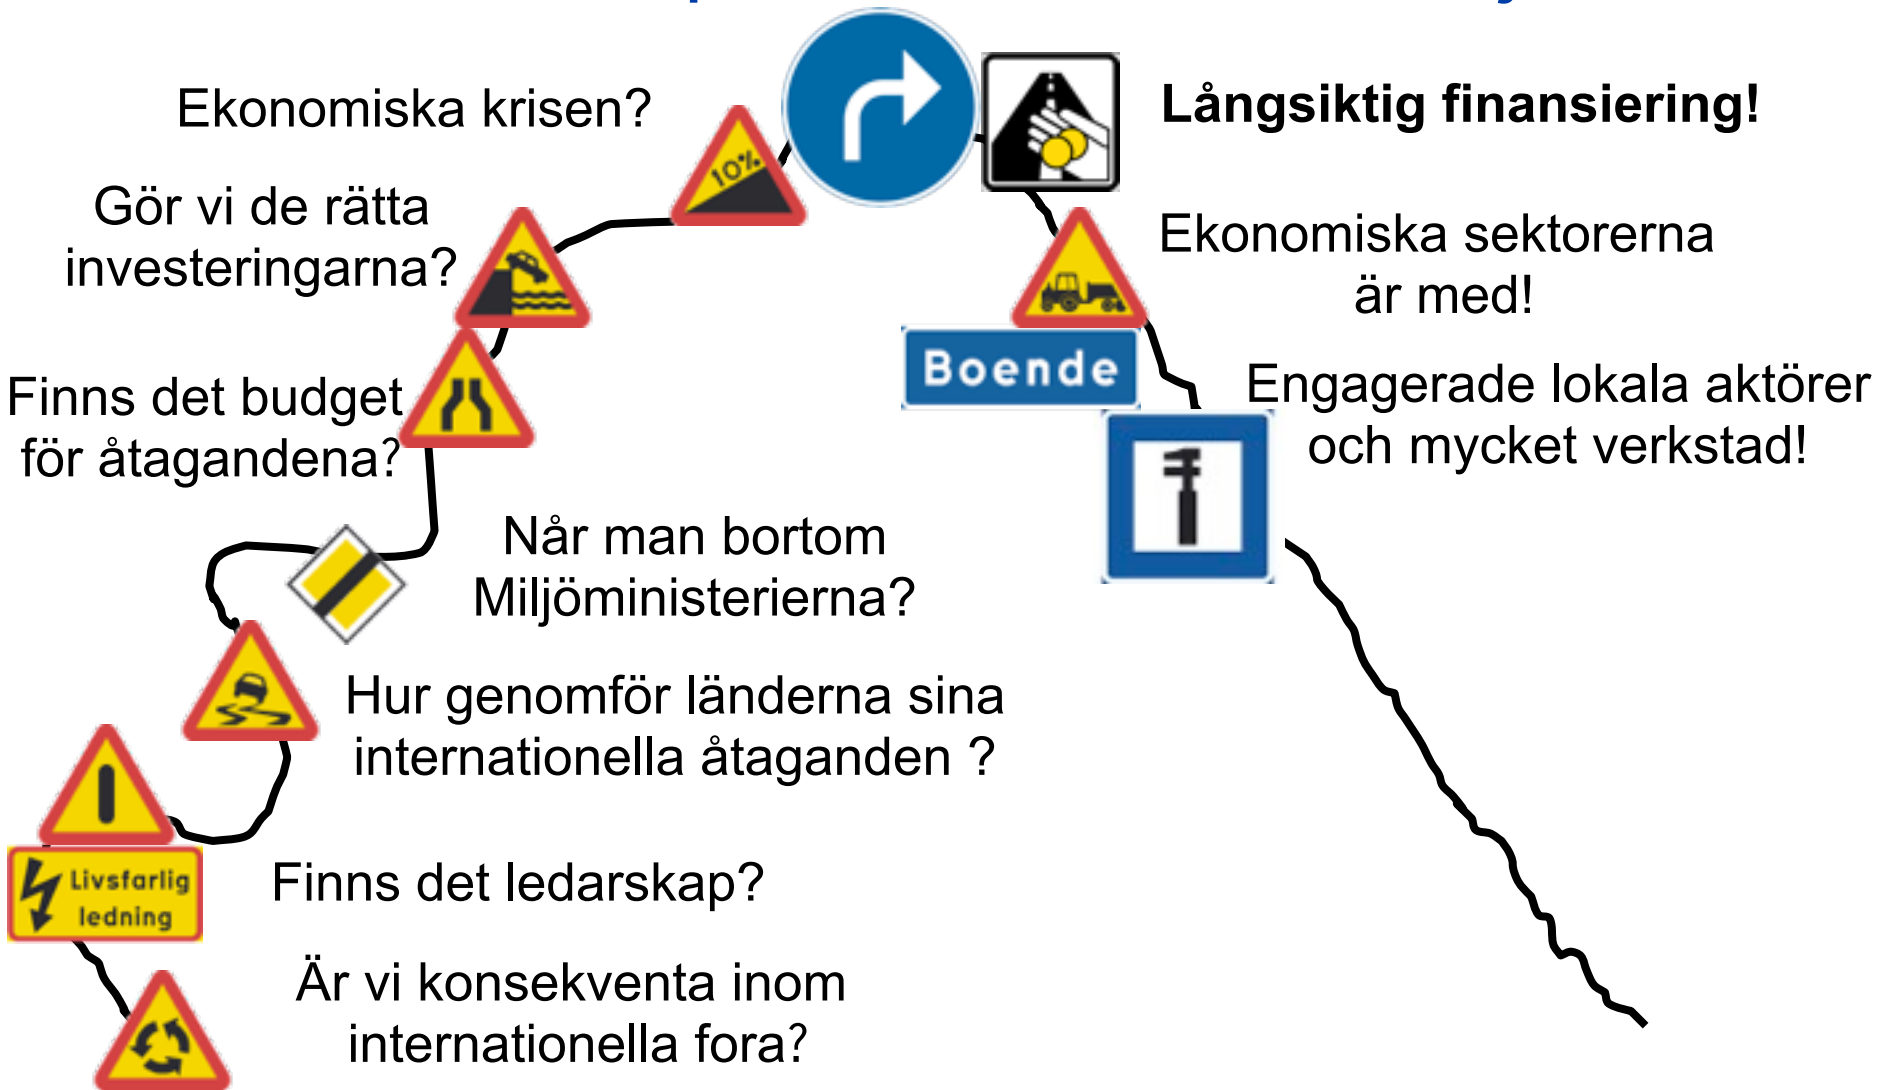 Ekonomiska krisen?
10%
Långsiktig finansiering!
Gör vi de rätta
investeringarna?
Ekonomiska sektorerna
är med!
Boende
Finns det budget
för åtagandena?
Engagerade lokala aktörer
och mycket verkstad!
Når man bortom
Miljöministerierna?
Hur genomför länderna sina
internationella åtaganden ?
Livsfarlig
ledning
Finns det ledarskap?
Är vi konsekventa inom
internationella fora?